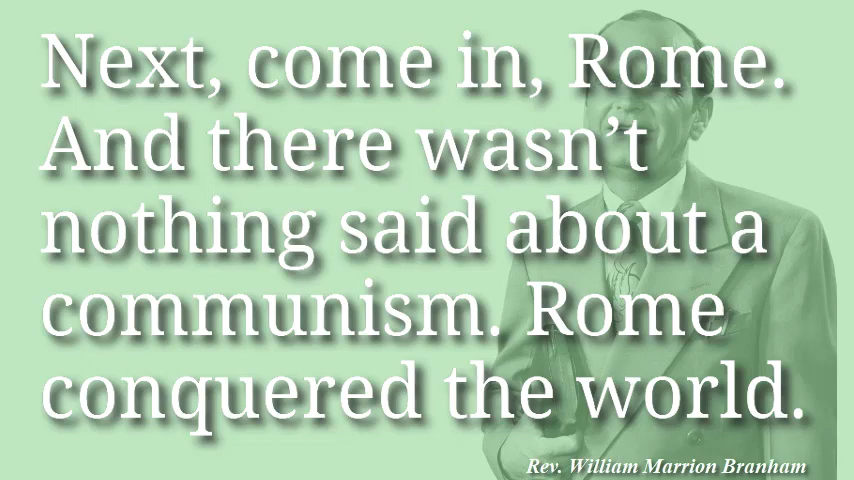 Next, come in, Rome.
And there wasn’t
nothing said about a
communism. Rome
conquered the world.
Rev. William Marrion Branham